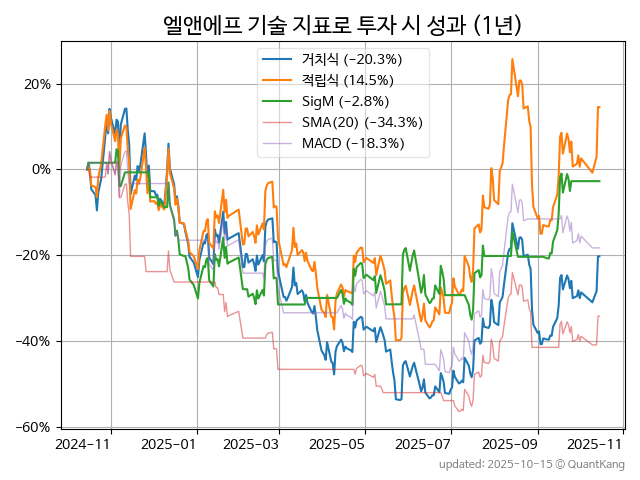 엘앤에프 기술 지표로 투자 시 성과 (1년)
거치식 (−20.3%)
적립식 (14.5%)
SigM (−2.8%)
SMA(20) (−34.3%)
MACD (−18.3%)
20%
0%
−20%
−40%
−60%
2024-11 2025-01 2025-03 2025-05 2025-07 2025-09 2025-11
updated: 2025-10-15 © QuantKang